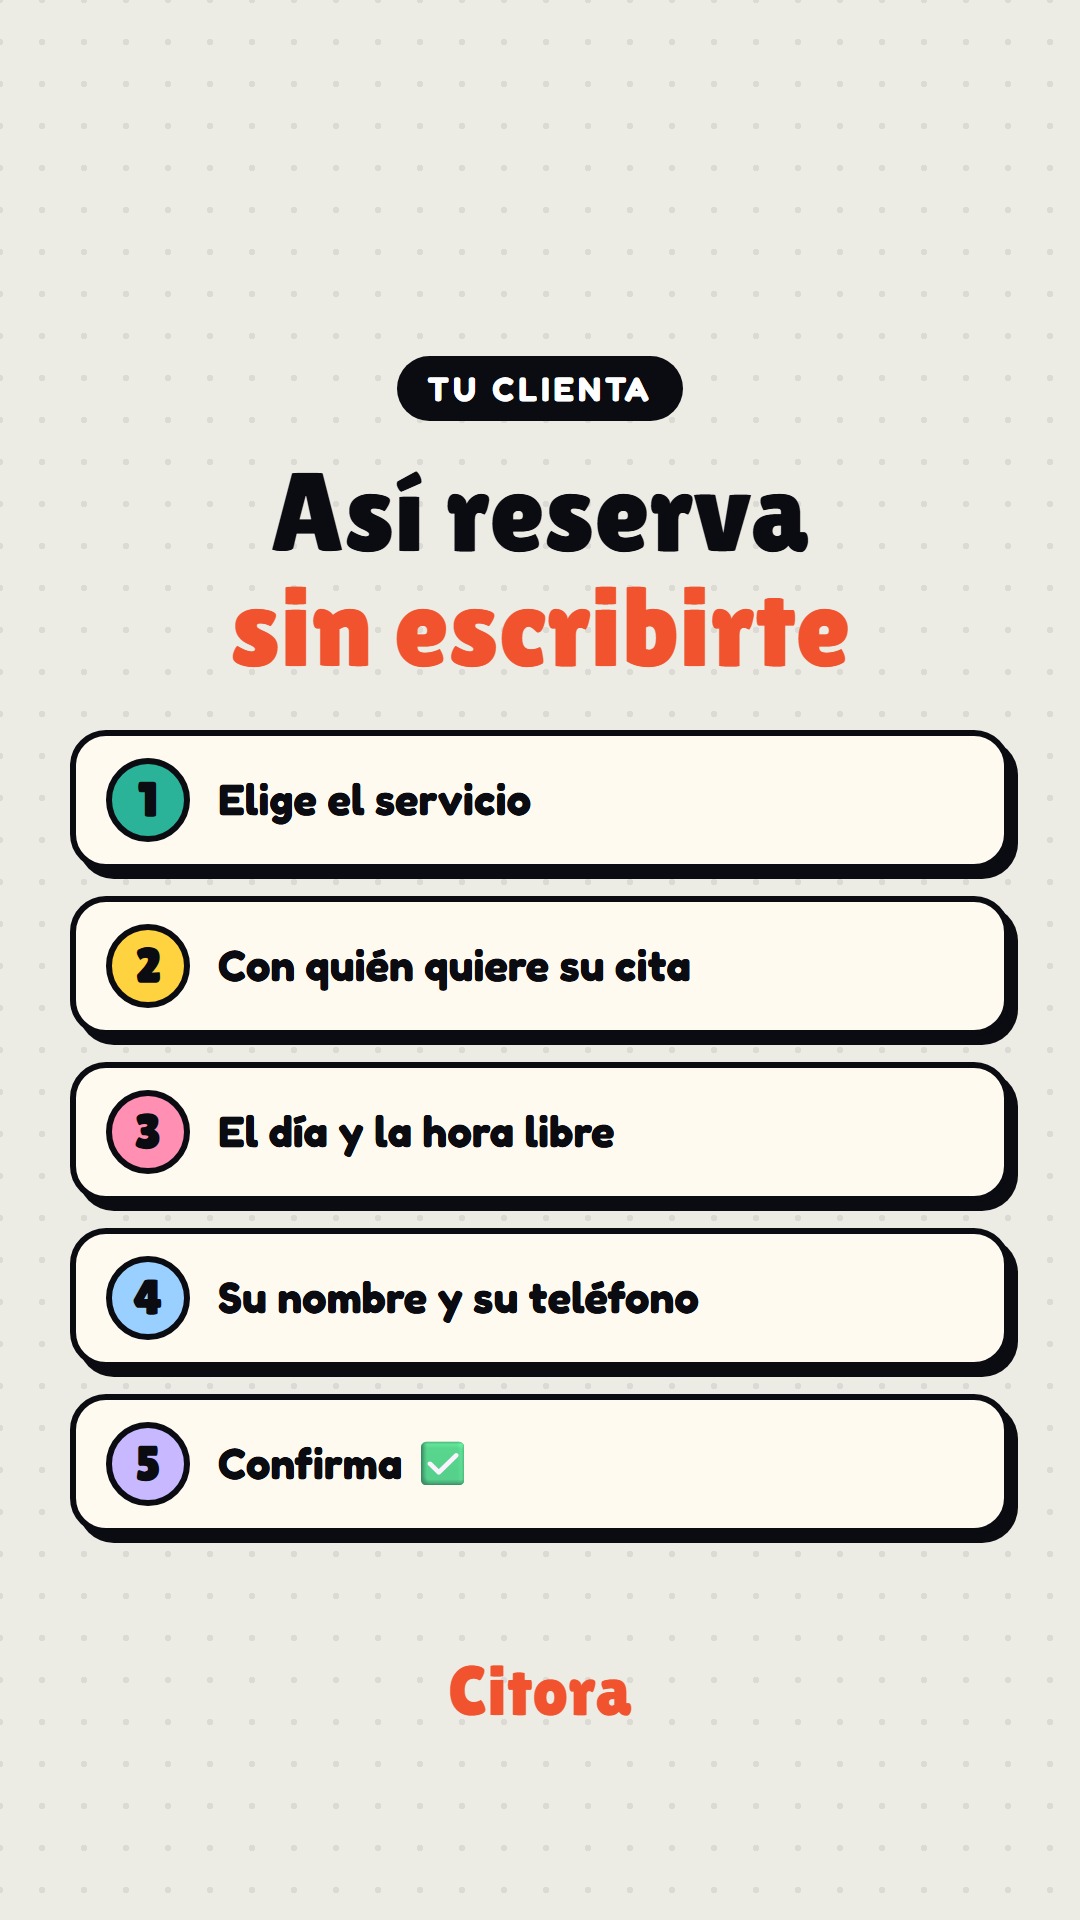 TU CLIENTA
Así reserva
sin escribirte
1 Elige el servicio
2 Con quién quiere su cita
3 El día y la hora libre
4 Su nombre y su teléfono
5 Confirma ✅
Citora